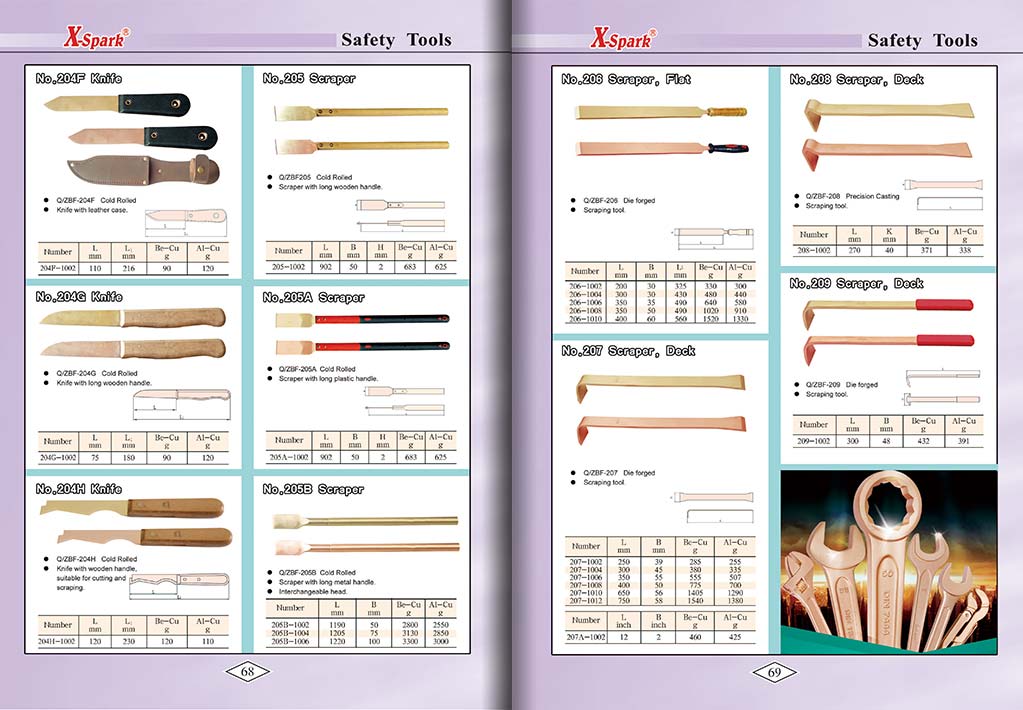 X-Spark®
Safety Tools
No.204F Knife
Q/ZBF-204F Cold Rolled
Knife with leather case.
Number L mm L₁ mm Be-Cu g Al-Cu g
204F-1002 110 216 90 120
No.204G Knife
Q/ZBF-204G Cold Rolled
Knife with long wooden handle.
Number L mm L₁ mm Be-Cu g Al-Cu g
204G-1002 75 180 90 120
No.204H Knife
Q/ZBF-204H Cold Rolled
Knife with wooden handle,
suitable for cutting and
scraping.
Number L mm L₁ mm Be-Cu g Al-Cu g
204H-1002 120 230 120 110
No.205 Scraper
Q/ZBF205 Cold Rolled
Scraper with long wooden handle.
Number L mm B mm H mm Be-Cu g Al-Cu g
205-1002 902 50 2 683 625
No.205A Scraper
Q/ZBF-205A Cold Rolled
Scraper with long plastic handle.
Number L mm B mm H mm Be-Cu g Al-Cu g
205A-1002 902 50 2 683 625
No.205B Scraper
Q/ZBF-205B Cold Rolled
Scraper with long metal handle.
Interchangeable head.
Number L mm B mm Be-Cu g Al-Cu g
205B-1002 1190 50 2800 2550
205B-1004 1205 75 3130 2850
205B-1006 1220 100 3300 3000
68
X-Spark®
Safety Tools
No.206 Scraper, Flat
Q/ZBF-206 Die forged
Scraping tool.
Number L mm B mm L₁ mm Be-Cu g Al-Cu g
206-1002 200 30 325 330 300
206-1004 300 30 430 480 440
206-1006 350 35 490 640 580
206-1008 350 50 490 1020 910
206-1010 400 60 560 1520 1330
No.207 Scraper, Deck
Q/ZBF-207 Die forged
Scraping tool.
Number L mm B mm Be-Cu g Al-Cu g
207-1002 250 39 285 255
207-1004 300 45 380 335
207-1006 350 55 555 507
207-1008 400 50 775 700
207-1010 650 56 1405 1290
207-1012 750 58 1540 1380
Number L inch B inch Be-Cu g Al-Cu g
207A-1002 12 2 460 425
No.208 Scraper, Deck
Q/ZBF-208 Precision Casting
Scraping tool.
Number L mm K mm Be-Cu g Al-Cu g
208-1002 270 40 371 338
No.209 Scraper, Deck
Q/ZBF-209 Die forged
Scraping tool.
Number L mm B mm Be-Cu g Al-Cu g
209-1002 300 48 432 391
DIN 7444
69